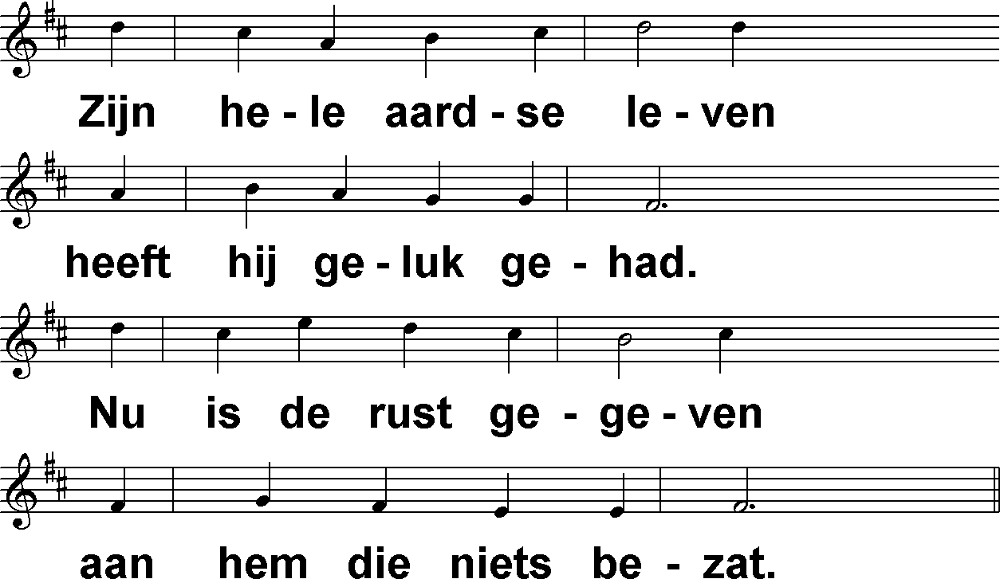 Zijn he - le aard - se le - ven
heeft hij ge - luk ge - had.
Nu is de rust ge - ge - ven
aan hem die niets be - zat.